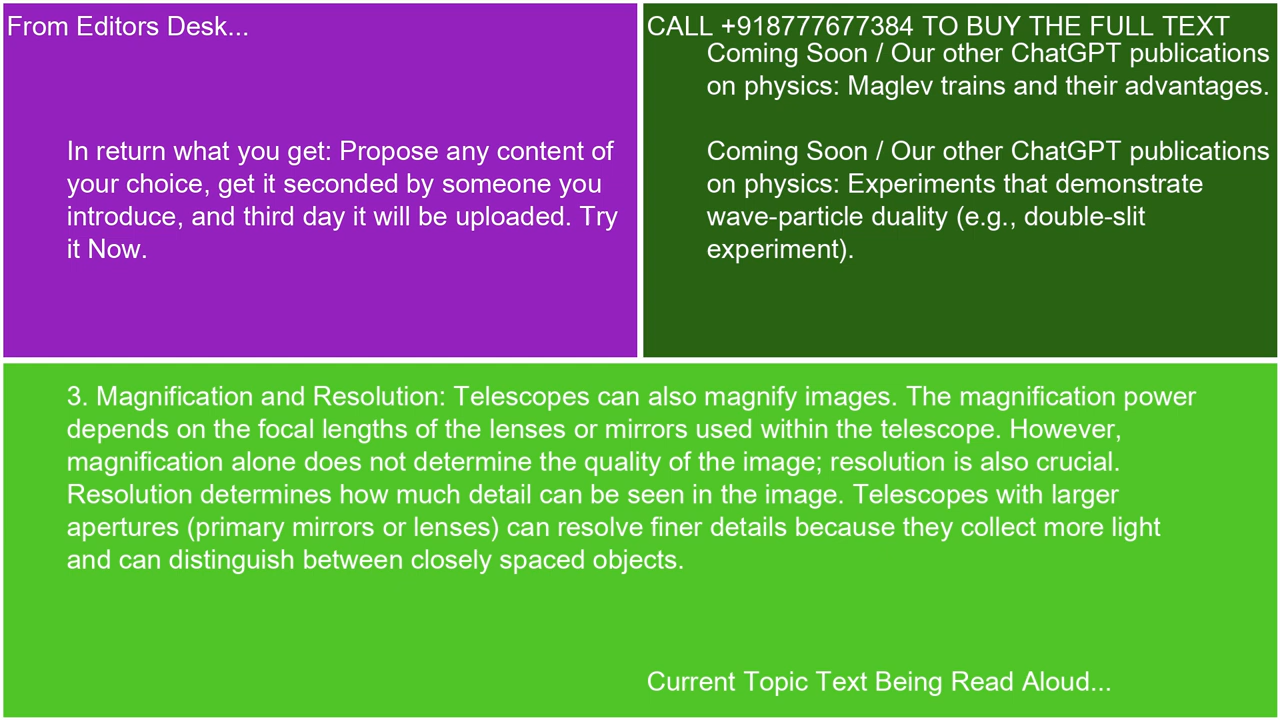 From Editors Desk...
In return what you get: Propose any content of
your choice, get it seconded by someone you
introduce, and third day it will be uploaded. Try
it Now.
CALL +918777677384 TO BUY THE FULL TEXT
Coming Soon / Our other ChatGPT publications
on physics: Maglev trains and their advantages.
Coming Soon / Our other ChatGPT publications
on physics: Experiments that demonstrate
wave-particle duality (e.g., double-slit
experiment).
3. Magnification and Resolution: Telescopes can also magnify images. The magnification power
depends on the focal lengths of the lenses or mirrors used within the telescope. However,
magnification alone does not determine the quality of the image; resolution is also crucial.
Resolution determines how much detail can be seen in the image. Telescopes with larger
apertures (primary mirrors or lenses) can resolve finer details because they collect more light
and can distinguish between closely spaced objects.
Current Topic Text Being Read Aloud...